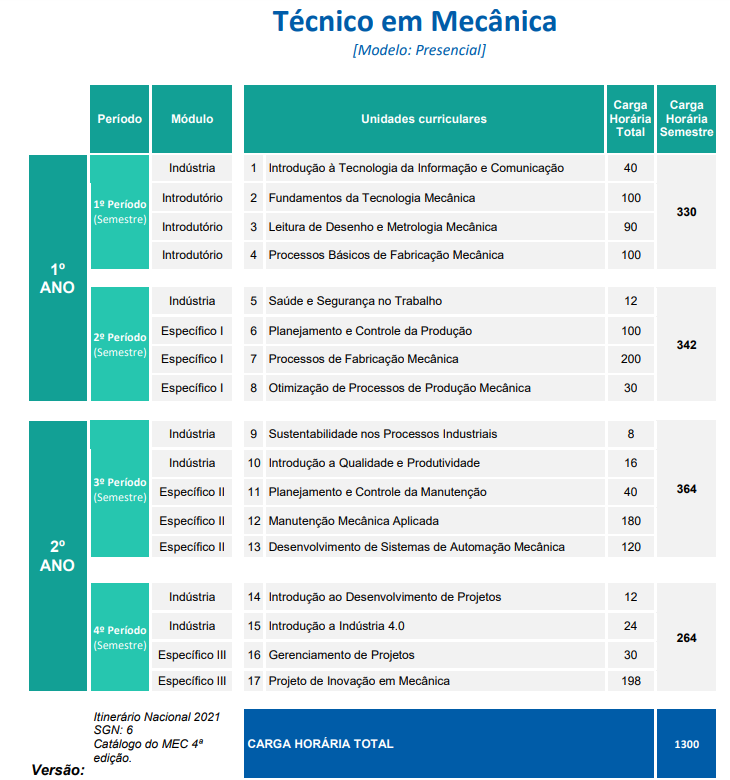 Técnico em Mecânica
[Modelo: Presencial]
Período Módulo Unidades curriculares Carga Horária Total Carga Horária Semestre
1º ANO
1º Período (Semestre)
Indústria 1 Introdução à Tecnologia da Informação e Comunicação 40
Introdutório 2 Fundamentos da Tecnologia Mecânica 100
Introdutório 3 Leitura de Desenho e Metrologia Mecânica 90
Introdutório 4 Processos Básicos de Fabricação Mecânica 100
330
2º Período (Semestre)
Indústria 5 Saúde e Segurança no Trabalho 12
Específico I 6 Planejamento e Controle da Produção 100
Específico I 7 Processos de Fabricação Mecânica 200
Específico I 8 Otimização de Processos de Produção Mecânica 30
342
2º ANO
3º Período (Semestre)
Indústria 9 Sustentabilidade nos Processos Industriais 8
Indústria 10 Introdução a Qualidade e Produtividade 16
Específico II 11 Planejamento e Controle da Manutenção 40
Específico II 12 Manutenção Mecânica Aplicada 180
Específico II 13 Desenvolvimento de Sistemas de Automação Mecânica 120
364
4º Período (Semestre)
Indústria 14 Introdução ao Desenvolvimento de Projetos 12
Indústria 15 Introdução a Indústria 4.0 24
Específico III 16 Gerenciamento de Projetos 30
Específico III 17 Projeto de Inovação em Mecânica 198
264
Itinerário Nacional 2021
SGN: 6
Catálogo do MEC 4ª
edição.
Versão:
CARGA HORÁRIA TOTAL 1300